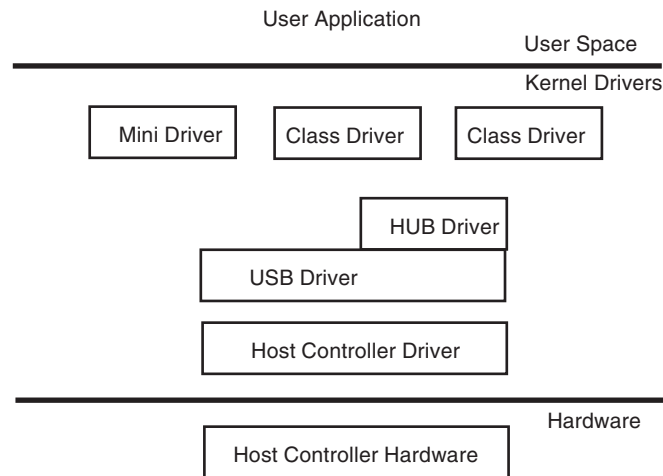 User Application
User Space
Kernel Drivers
Mini Driver
Class Driver
Class Driver
HUB Driver
USB Driver
Host Controller Driver
Hardware
Host Controller Hardware